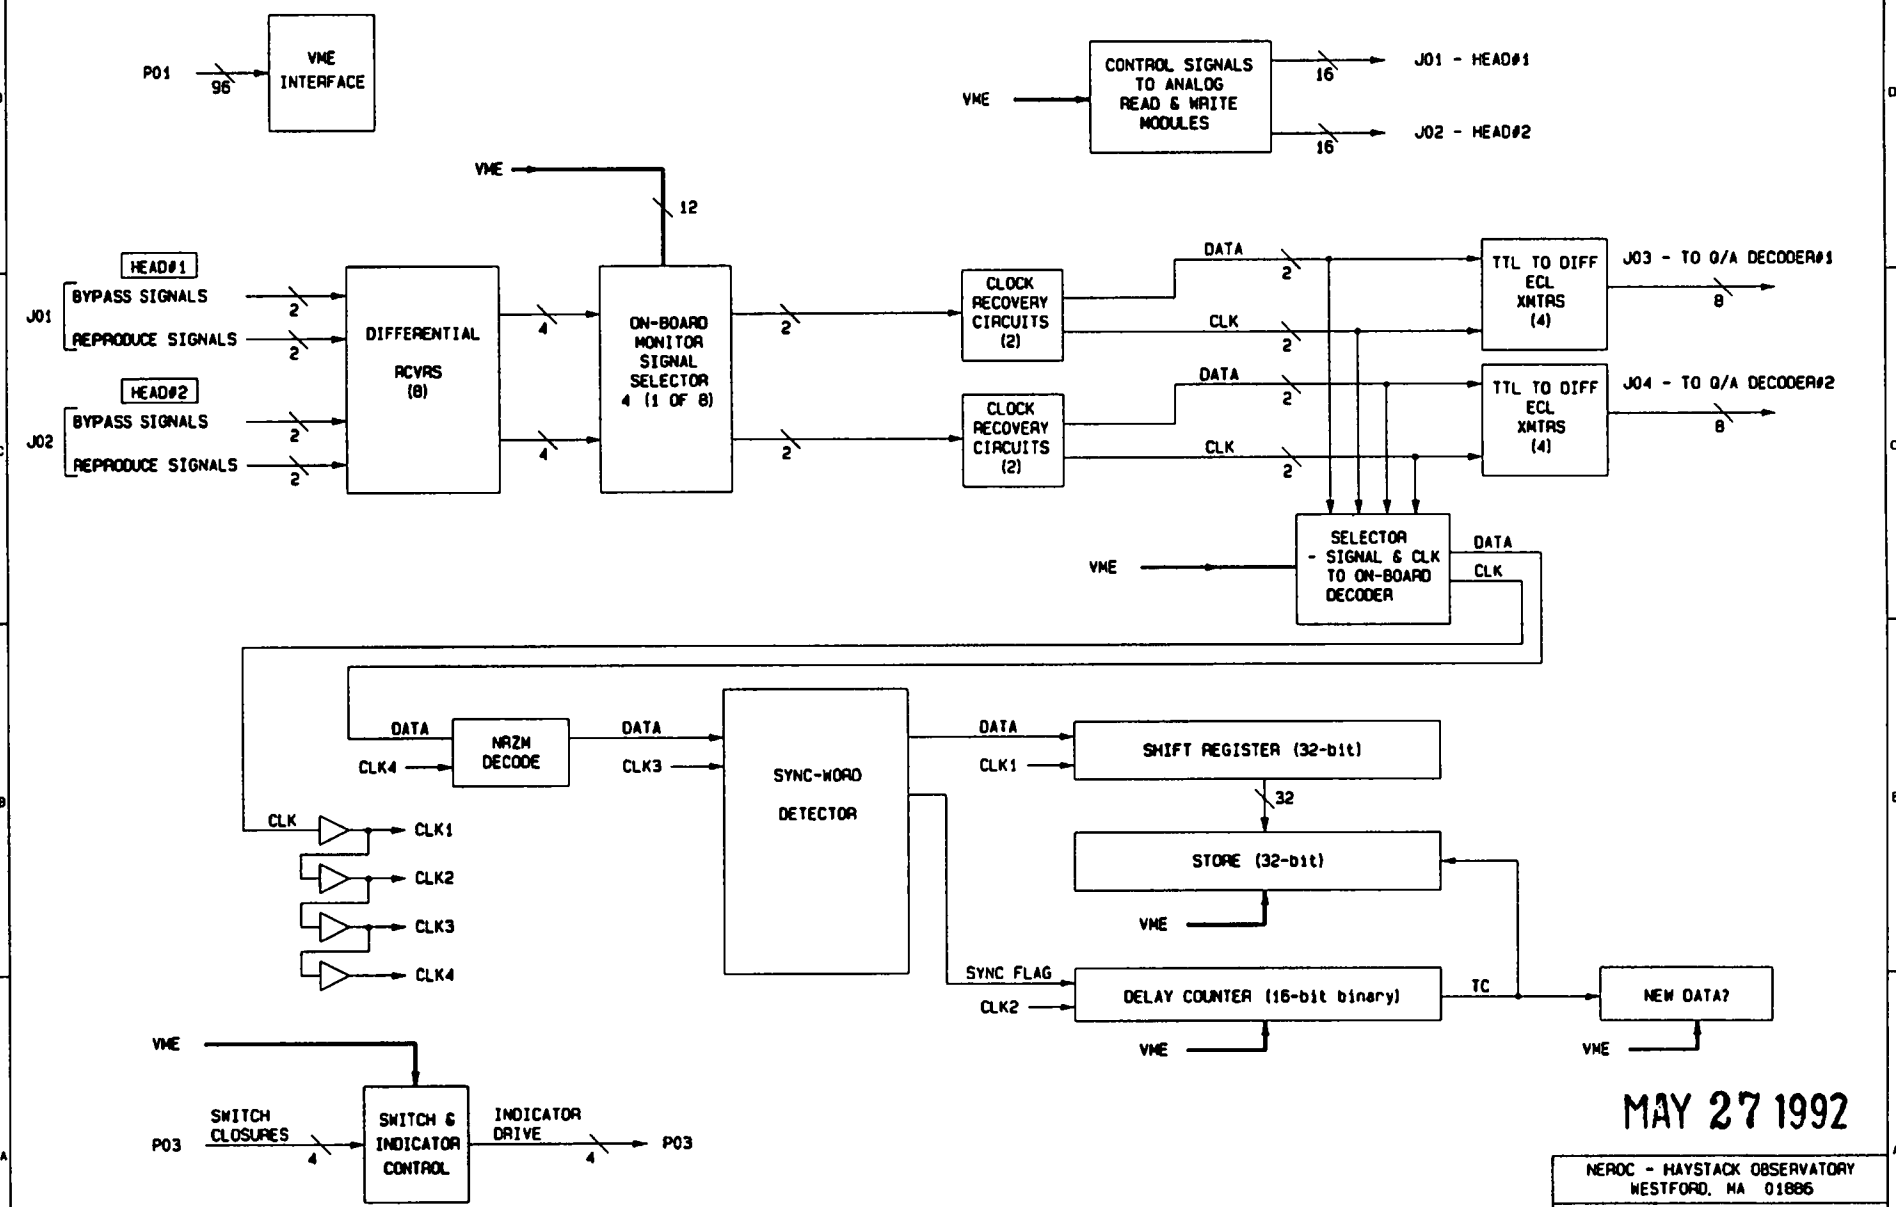 VME
INTERFACE
P01
96
CONTROL SIGNALS
TO ANALOG
READ & WRITE
MODULES
VME
16
J01 - HEAD#1
16
J02 - HEAD#2
D
VME
12
HEAD#1
J01
BYPASS SIGNALS
2
REPRODUCE SIGNALS
2
HEAD#2
J02
BYPASS SIGNALS
2
REPRODUCE SIGNALS
2
DIFFERENTIAL
RCVRS
(8)
4
4
ON-BOARD
MONITOR
SIGNAL
SELECTOR
4 (1 OF 8)
2
2
CLOCK
RECOVERY
CIRCUITS
(2)
CLOCK
RECOVERY
CIRCUITS
(2)
DATA
2
CLK
2
DATA
2
CLK
2
TTL TO DIFF
ECL
XMTRS
(4)
J03 - TO Q/A DECODER#1
8
TTL TO DIFF
ECL
XMTRS
(4)
J04 - TO Q/A DECODER#2
8
C
C
VME
SELECTOR
- SIGNAL & CLK
TO ON-BOARD
DECODER
DATA
CLK
DATA
CLK4
NRZM
DECODE
DATA
CLK3
SYNC-WORD
DETECTOR
DATA
CLK1
SHIFT REGISTER (32-bit)
32
STORE (32-bit)
VME
B
B
CLK
CLK1
CLK2
CLK3
CLK4
SYNC FLAG
CLK2
DELAY COUNTER (16-bit binary)
TC
NEW DATA?
VME
VME
VME
P03
SWITCH
CLOSURES
4
SWITCH &
INDICATOR
CONTROL
INDICATOR
DRIVE
4
P03
MAY 27 1992
A
A
NEROC - HAYSTACK OBSERVATORY
WESTFORD, MA 01886